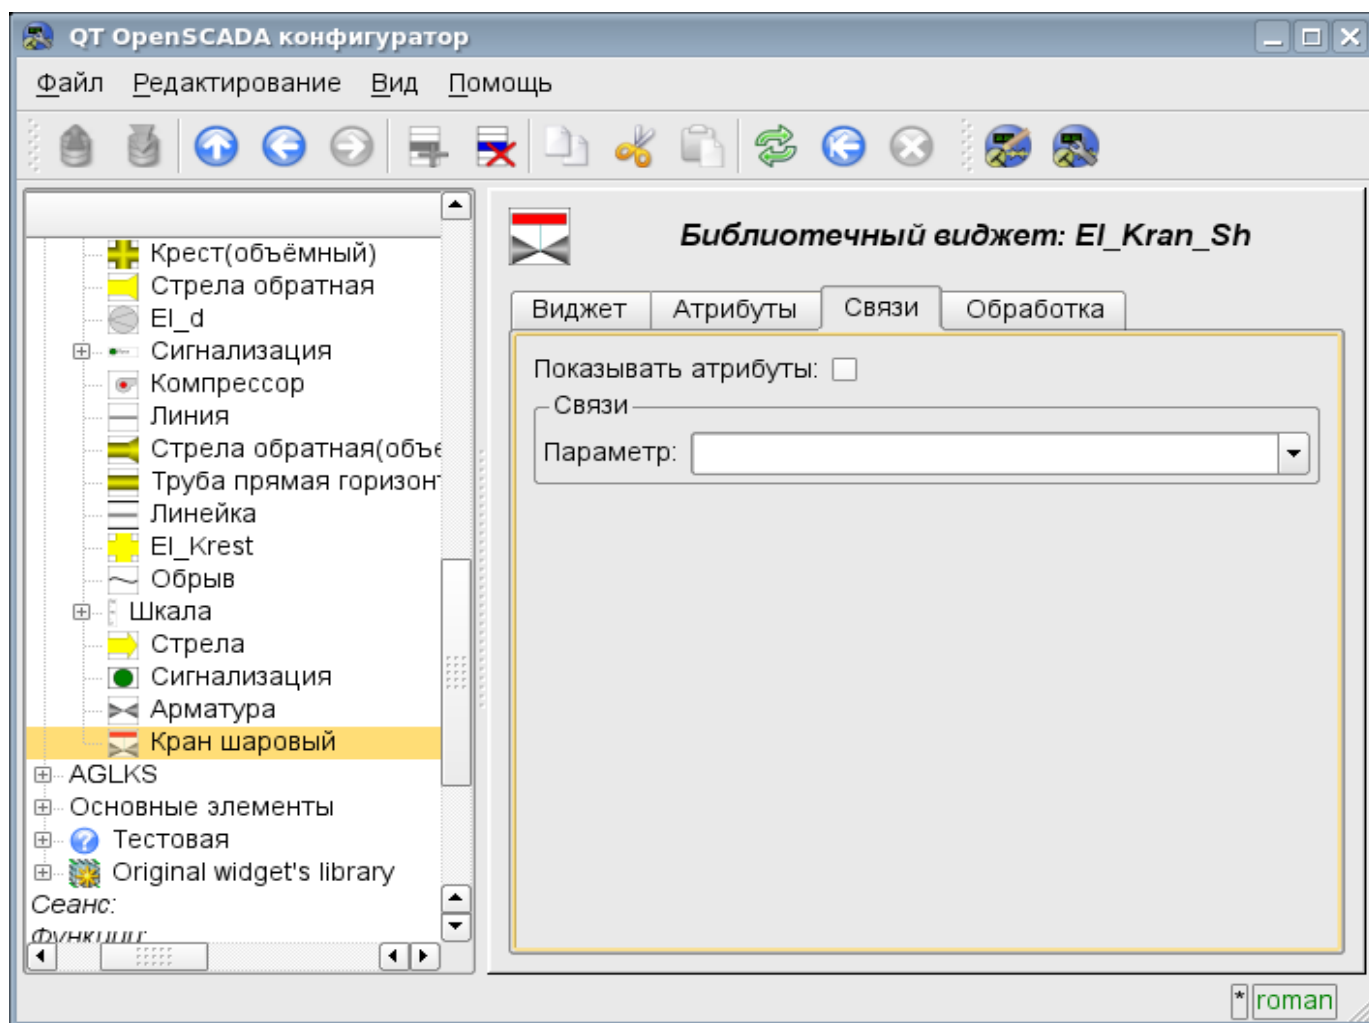 QT OpenSCADA конфигуратор
Файл Редактирование Вид Помощь
Крест(объёмный)
Стрела обратная
El_d
Сигнализация
Компрессор
Линия
Стрела обратная(объе
Труба прямая горизонт
Линейка
El_Krest
Обрыв
Шкала
Стрела
Сигнализация
Арматура
Кран шаровый
AGLKS
Основные элементы
Тестовая
Original widget's library
Сеанс:
Функции:
Библиотечный виджет: El_Kran_Sh
Виджет Атрибуты Связи Обработка
Показывать атрибуты:
Связи
Параметр:
* roman